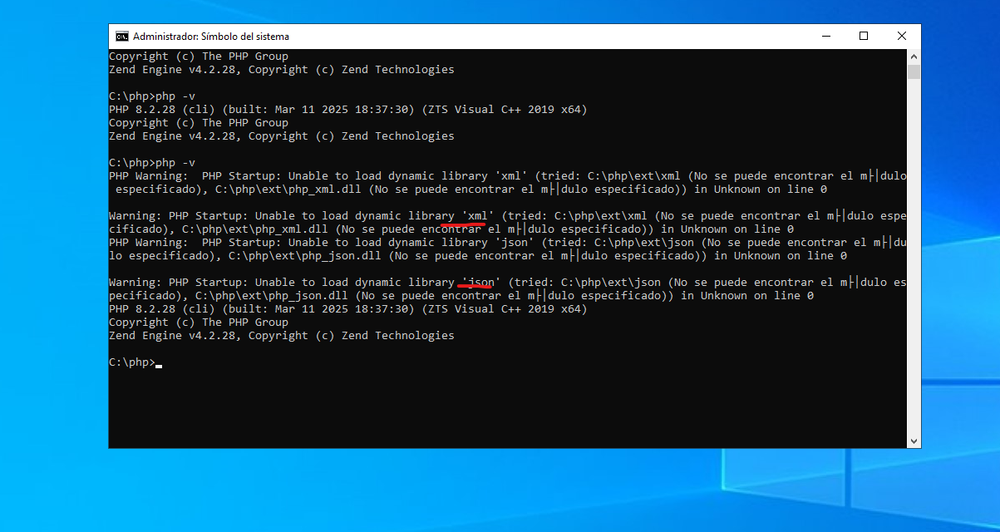 Administrador: Símbolo del sistema
Copyright (c) The PHP Group
Zend Engine v4.2.28, Copyright (c) Zend Technologies
C:\php>php -v
PHP 8.2.28 (cli) (built: Mar 11 2025 18:37:30) (ZTS Visual C++ 2019 x64)
Copyright (c) The PHP Group
Zend Engine v4.2.28, Copyright (c) Zend Technologies
C:\php>php -v
PHP Warning:  PHP Startup: Unable to load dynamic library 'xml' (tried: C:\php\ext\xml (No se puede encontrar el m├│dulo
 especificado), C:\php\ext\php_xml.dll (No se puede encontrar el m├│dulo especificado)) in Unknown on line 0
Warning: PHP Startup: Unable to load dynamic library 'xml' (tried: C:\php\ext\xml (No se puede encontrar el m├│dulo espe
cificado), C:\php\ext\php_xml.dll (No se puede encontrar el m├│dulo especificado)) in Unknown on line 0
PHP Warning:  PHP Startup: Unable to load dynamic library 'json' (tried: C:\php\ext\json (No se puede encontrar el m├│du
lo especificado), C:\php\ext\php_json.dll (No se puede encontrar el m├│dulo especificado)) in Unknown on line 0
Warning: PHP Startup: Unable to load dynamic library 'json' (tried: C:\php\ext\json (No se puede encontrar el m├│dulo es
pecificado), C:\php\ext\php_json.dll (No se puede encontrar el m├│dulo especificado)) in Unknown on line 0
PHP 8.2.28 (cli) (built: Mar 11 2025 18:37:30) (ZTS Visual C++ 2019 x64)
Copyright (c) The PHP Group
Zend Engine v4.2.28, Copyright (c) Zend Technologies
C:\php>